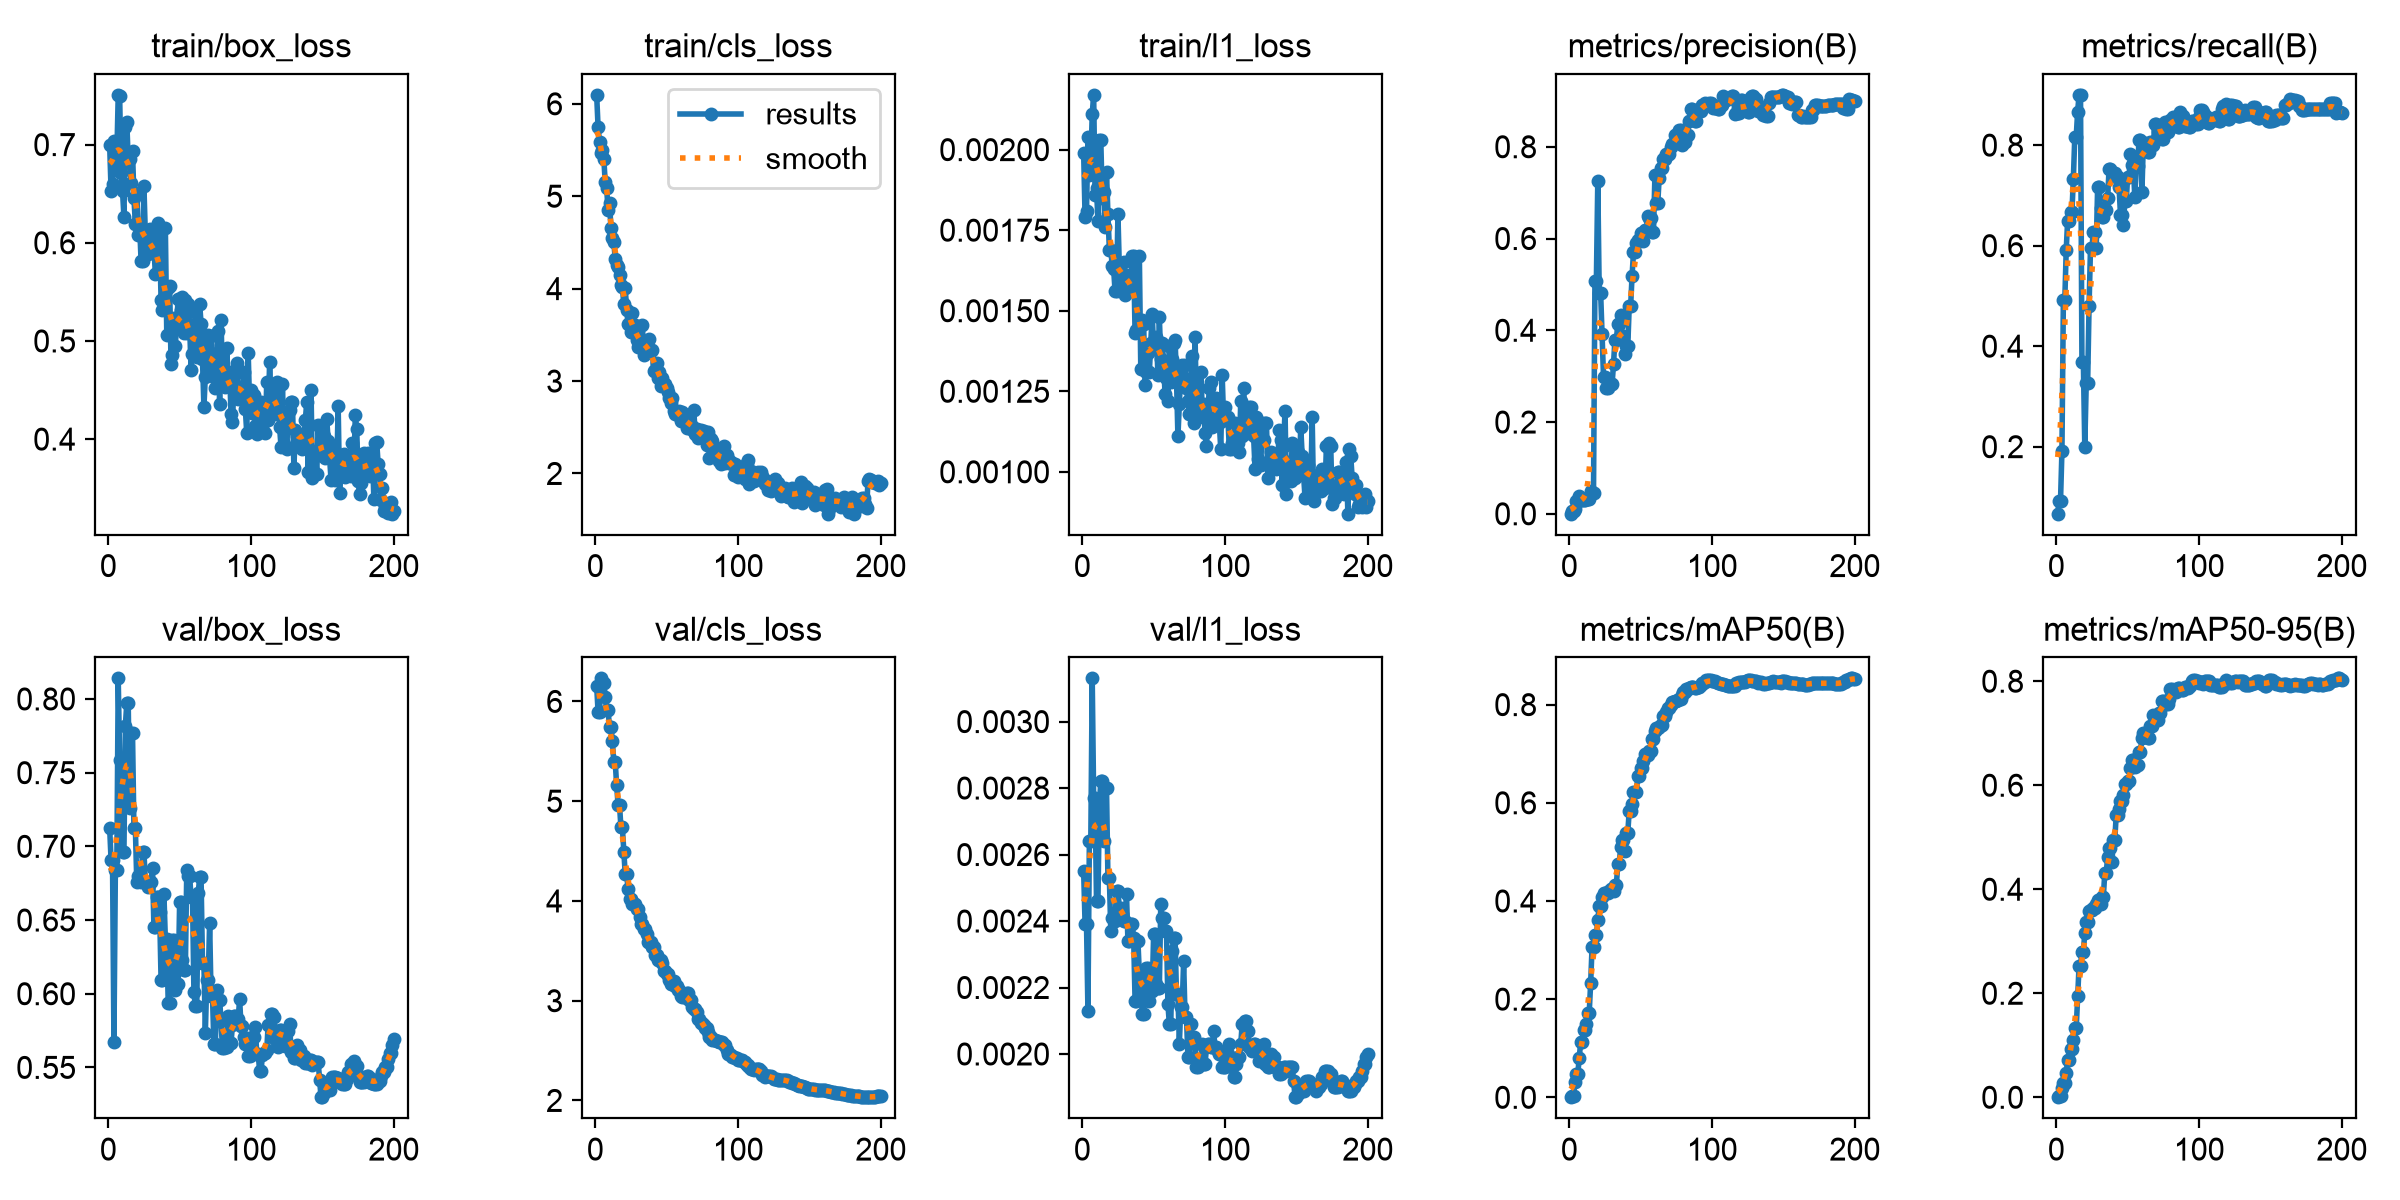 train/box_loss
0.7
0.6
0.5
0.4
0 100 200
train/cls_loss
results
smooth
6
5
4
3
2
0 100 200
train/l1_loss
0.00200
0.00175
0.00150
0.00125
0.00100
0 100 200
metrics/precision(B)
0.8
0.6
0.4
0.2
0.0
0 100 200
metrics/recall(B)
0.8
0.6
0.4
0.2
0 100 200
val/box_loss
0.80
0.75
0.70
0.65
0.60
0.55
0 100 200
val/cls_loss
6
5
4
3
2
0 100 200
val/l1_loss
0.0030
0.0028
0.0026
0.0024
0.0022
0.0020
0 100 200
metrics/mAP50(B)
0.8
0.6
0.4
0.2
0.0
0 100 200
metrics/mAP50-95(B)
0.8
0.6
0.4
0.2
0.0
0 100 200